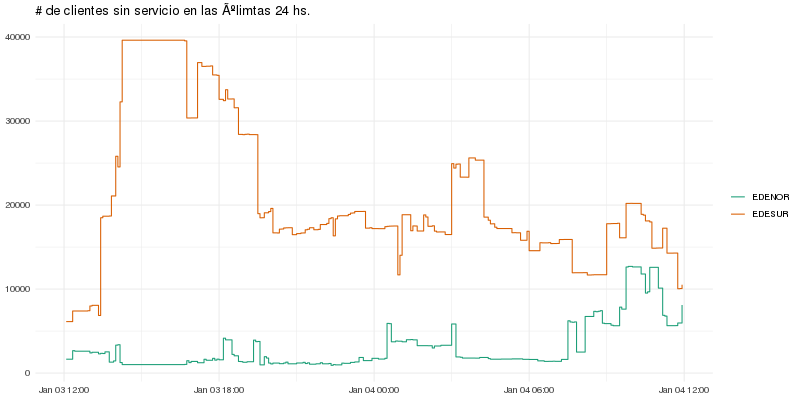 # de clientes sin servicio en las Ãºlimtas 24 hs.
40000
30000
20000
10000
0
Jan 03 12:00
Jan 03 18:00
Jan 04 00:00
Jan 04 06:00
Jan 04 12:00
EDENOR
EDESUR